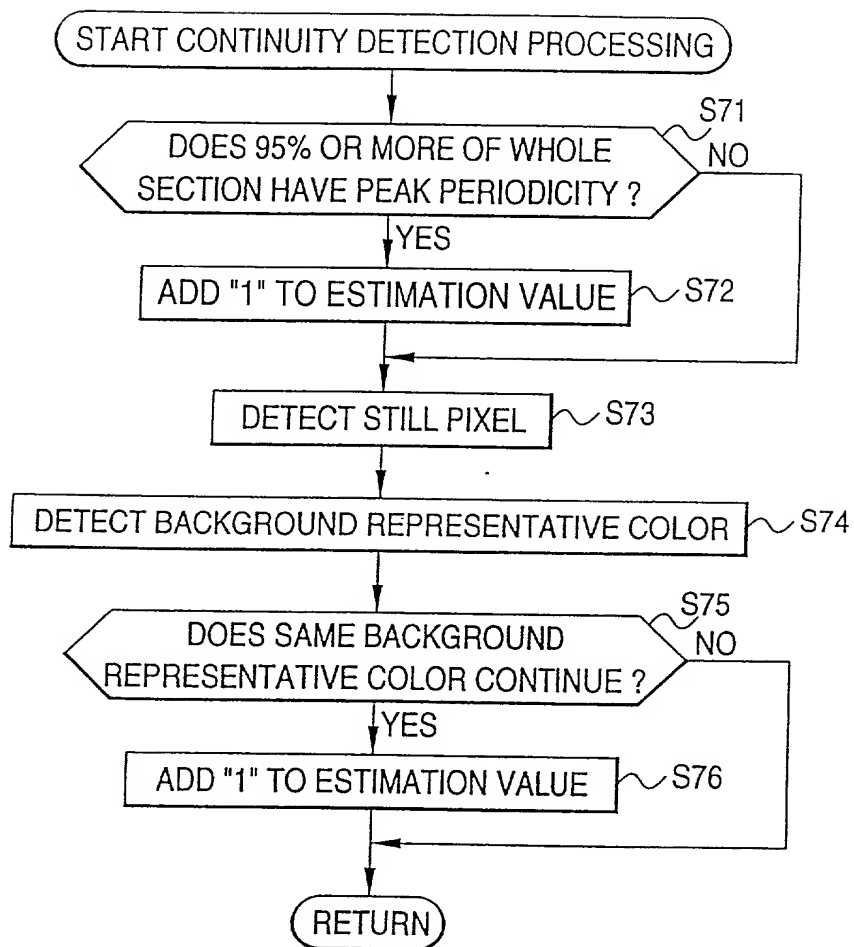 START CONTINUITY DETECTION PROCESSING
S71
DOES 95% OR MORE OF WHOLE
SECTION HAVE PEAK PERIODICITY ?
NO
YES
ADD "1" TO ESTIMATION VALUE
S72
DETECT STILL PIXEL
S73
DETECT BACKGROUND REPRESENTATIVE COLOR
S74
S75
DOES SAME BACKGROUND
REPRESENTATIVE COLOR CONTINUE ?
NO
YES
ADD "1" TO ESTIMATION VALUE
S76
RETURN